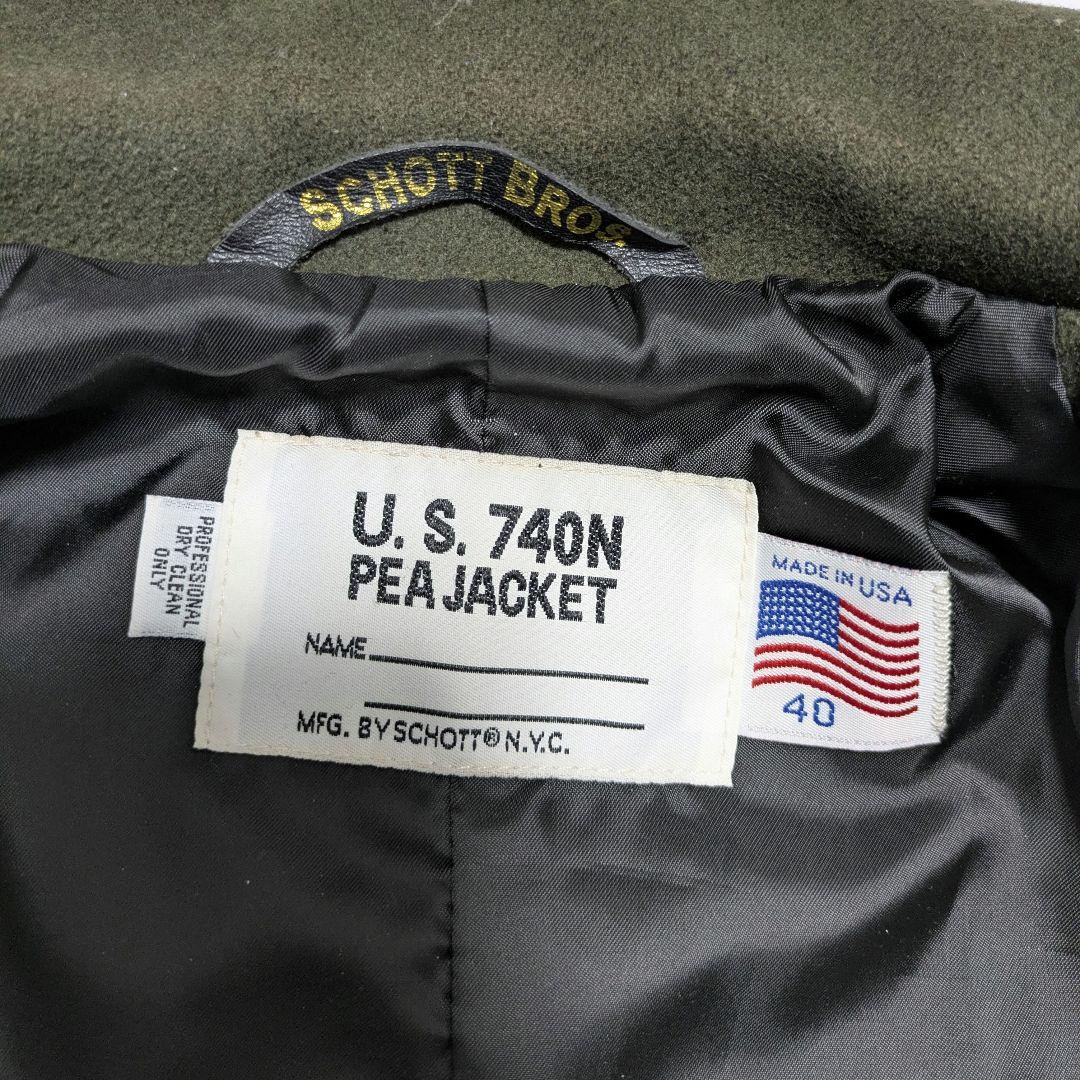 SCHOTT BROS.
PROFESSIONAL
DRY CLEAN
ONLY
U. S. 740N
PEA JACKET
NAME
MFG. BY SCHOTT® N.Y.C.
MADE IN USA
40